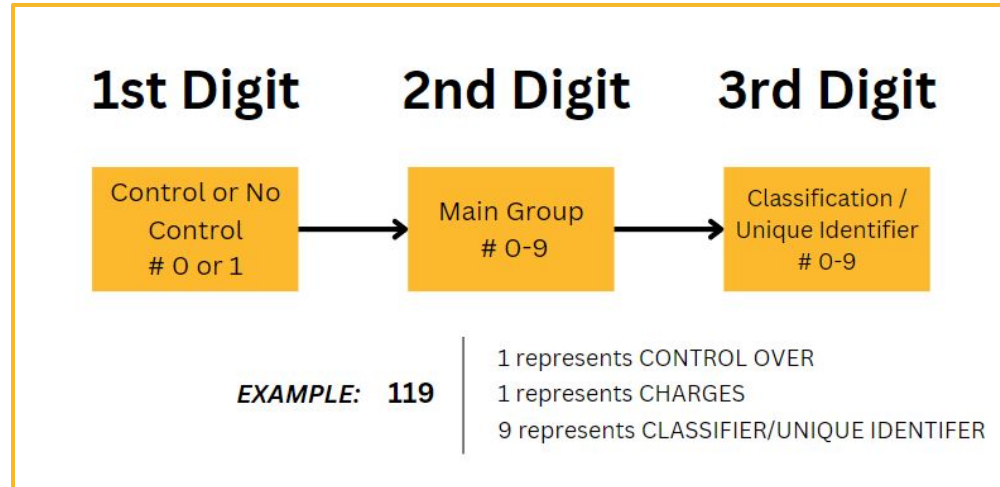 1st Digit
2nd Digit
3rd Digit
Control or No
Control
# 0 or 1
Main Group
# 0-9
Classification /
Unique Identifier
# 0-9
EXAMPLE: 119
1 represents CONTROL OVER
1 represents CHARGES
9 represents CLASSIFIER/UNIQUE IDENTIFER